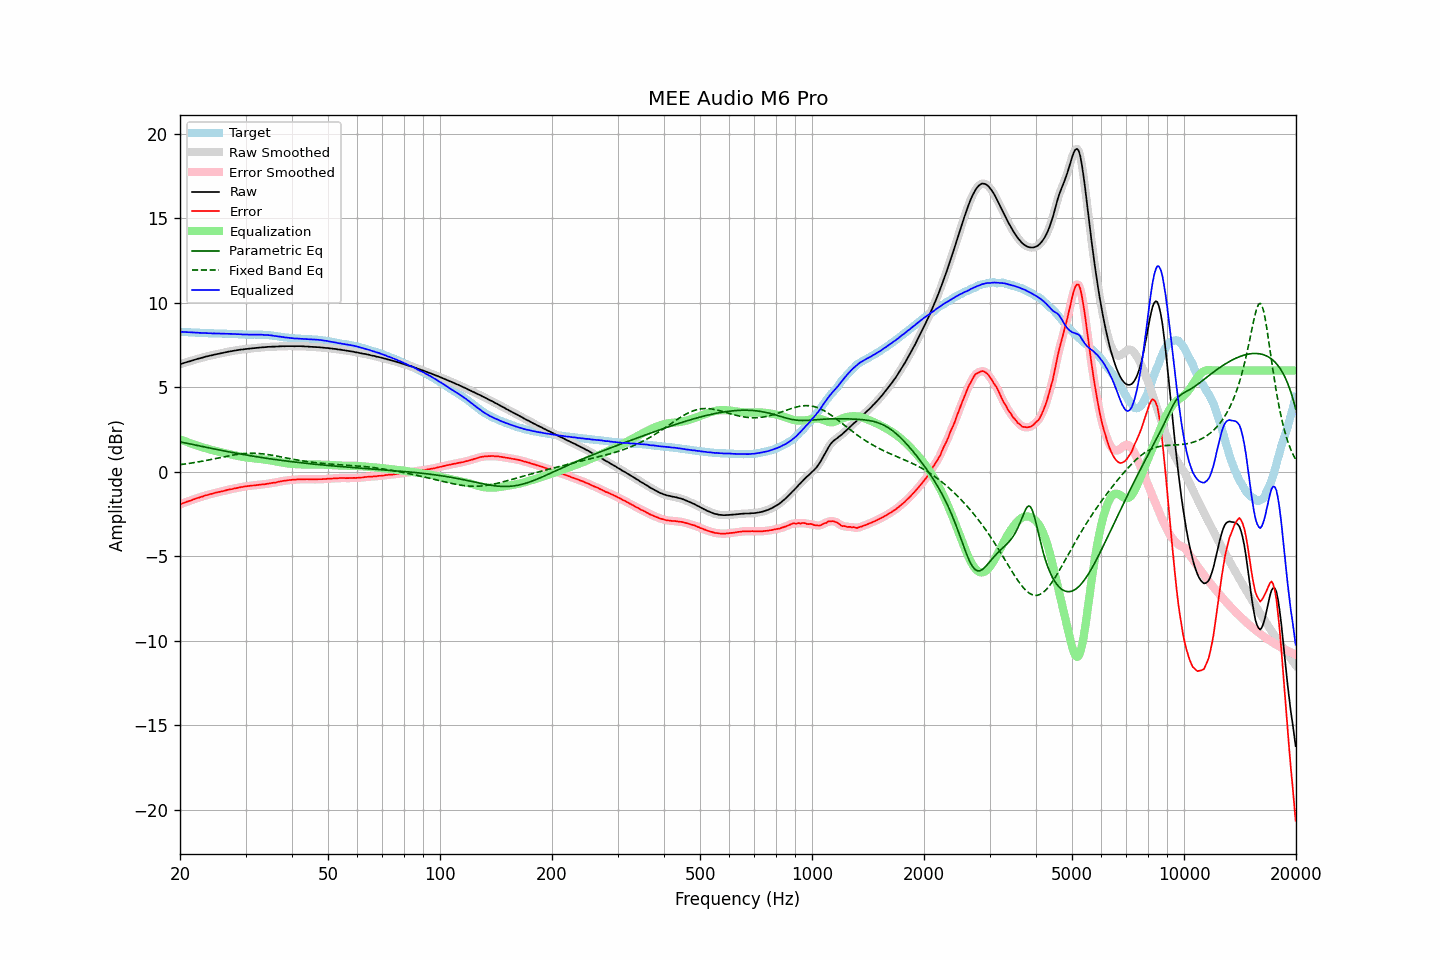 MEE Audio M6 Pro
Amplitude (dBr)
20
15
10
5
0
−5
−10
−15
−20
Target
Raw Smoothed
Error Smoothed
Raw
Error
Equalization
Parametric Eq
Fixed Band Eq
Equalized
20 50 100 200 500 1000 2000 5000 10000 20000
Frequency (Hz)